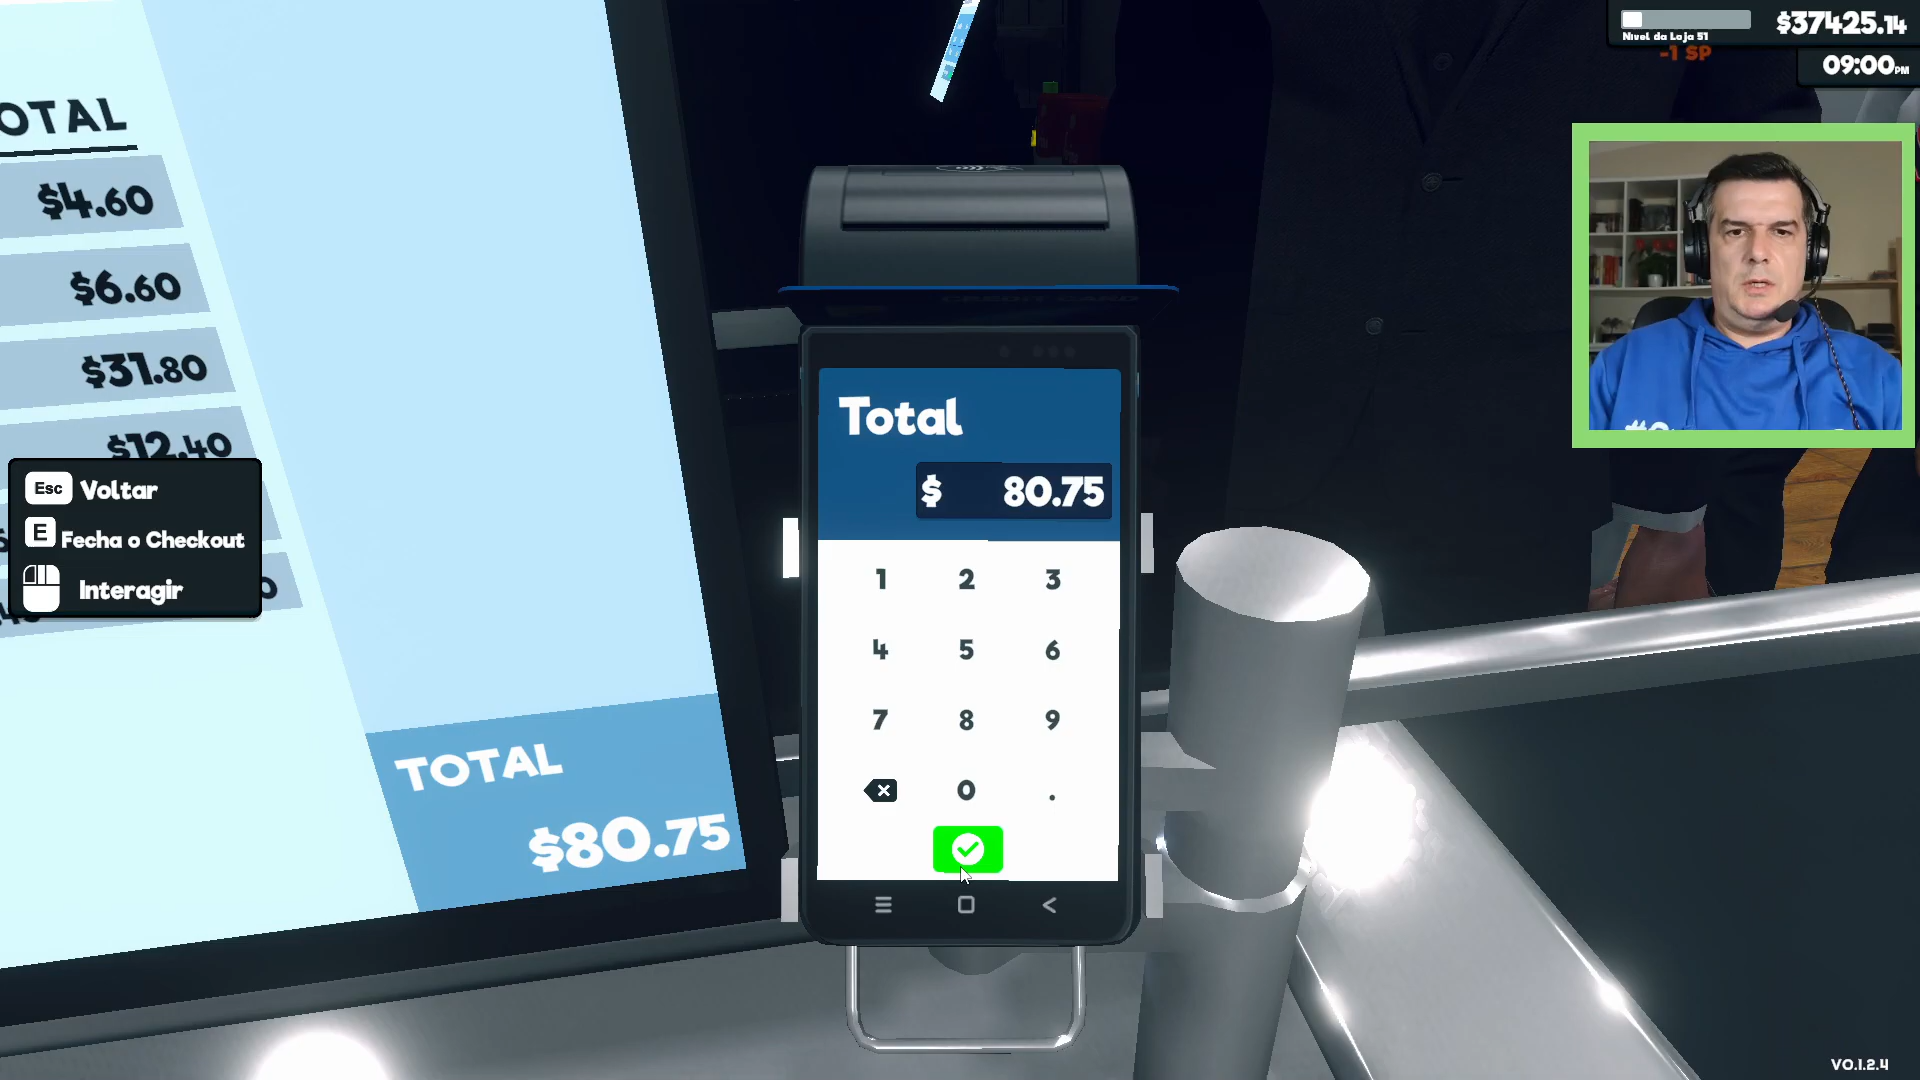 $37425.14
Nível da Loja 51
-1 SP
09:00PM
OTAL
$4.60
$6.60
$31.80
$12.40
Esc Voltar
E Fecha o Checkout
Interagir
Total
$ 80.75
1 2 3
4 5 6
7 8 9
0 .
TOTAL
$80.75
V0.1.2.4